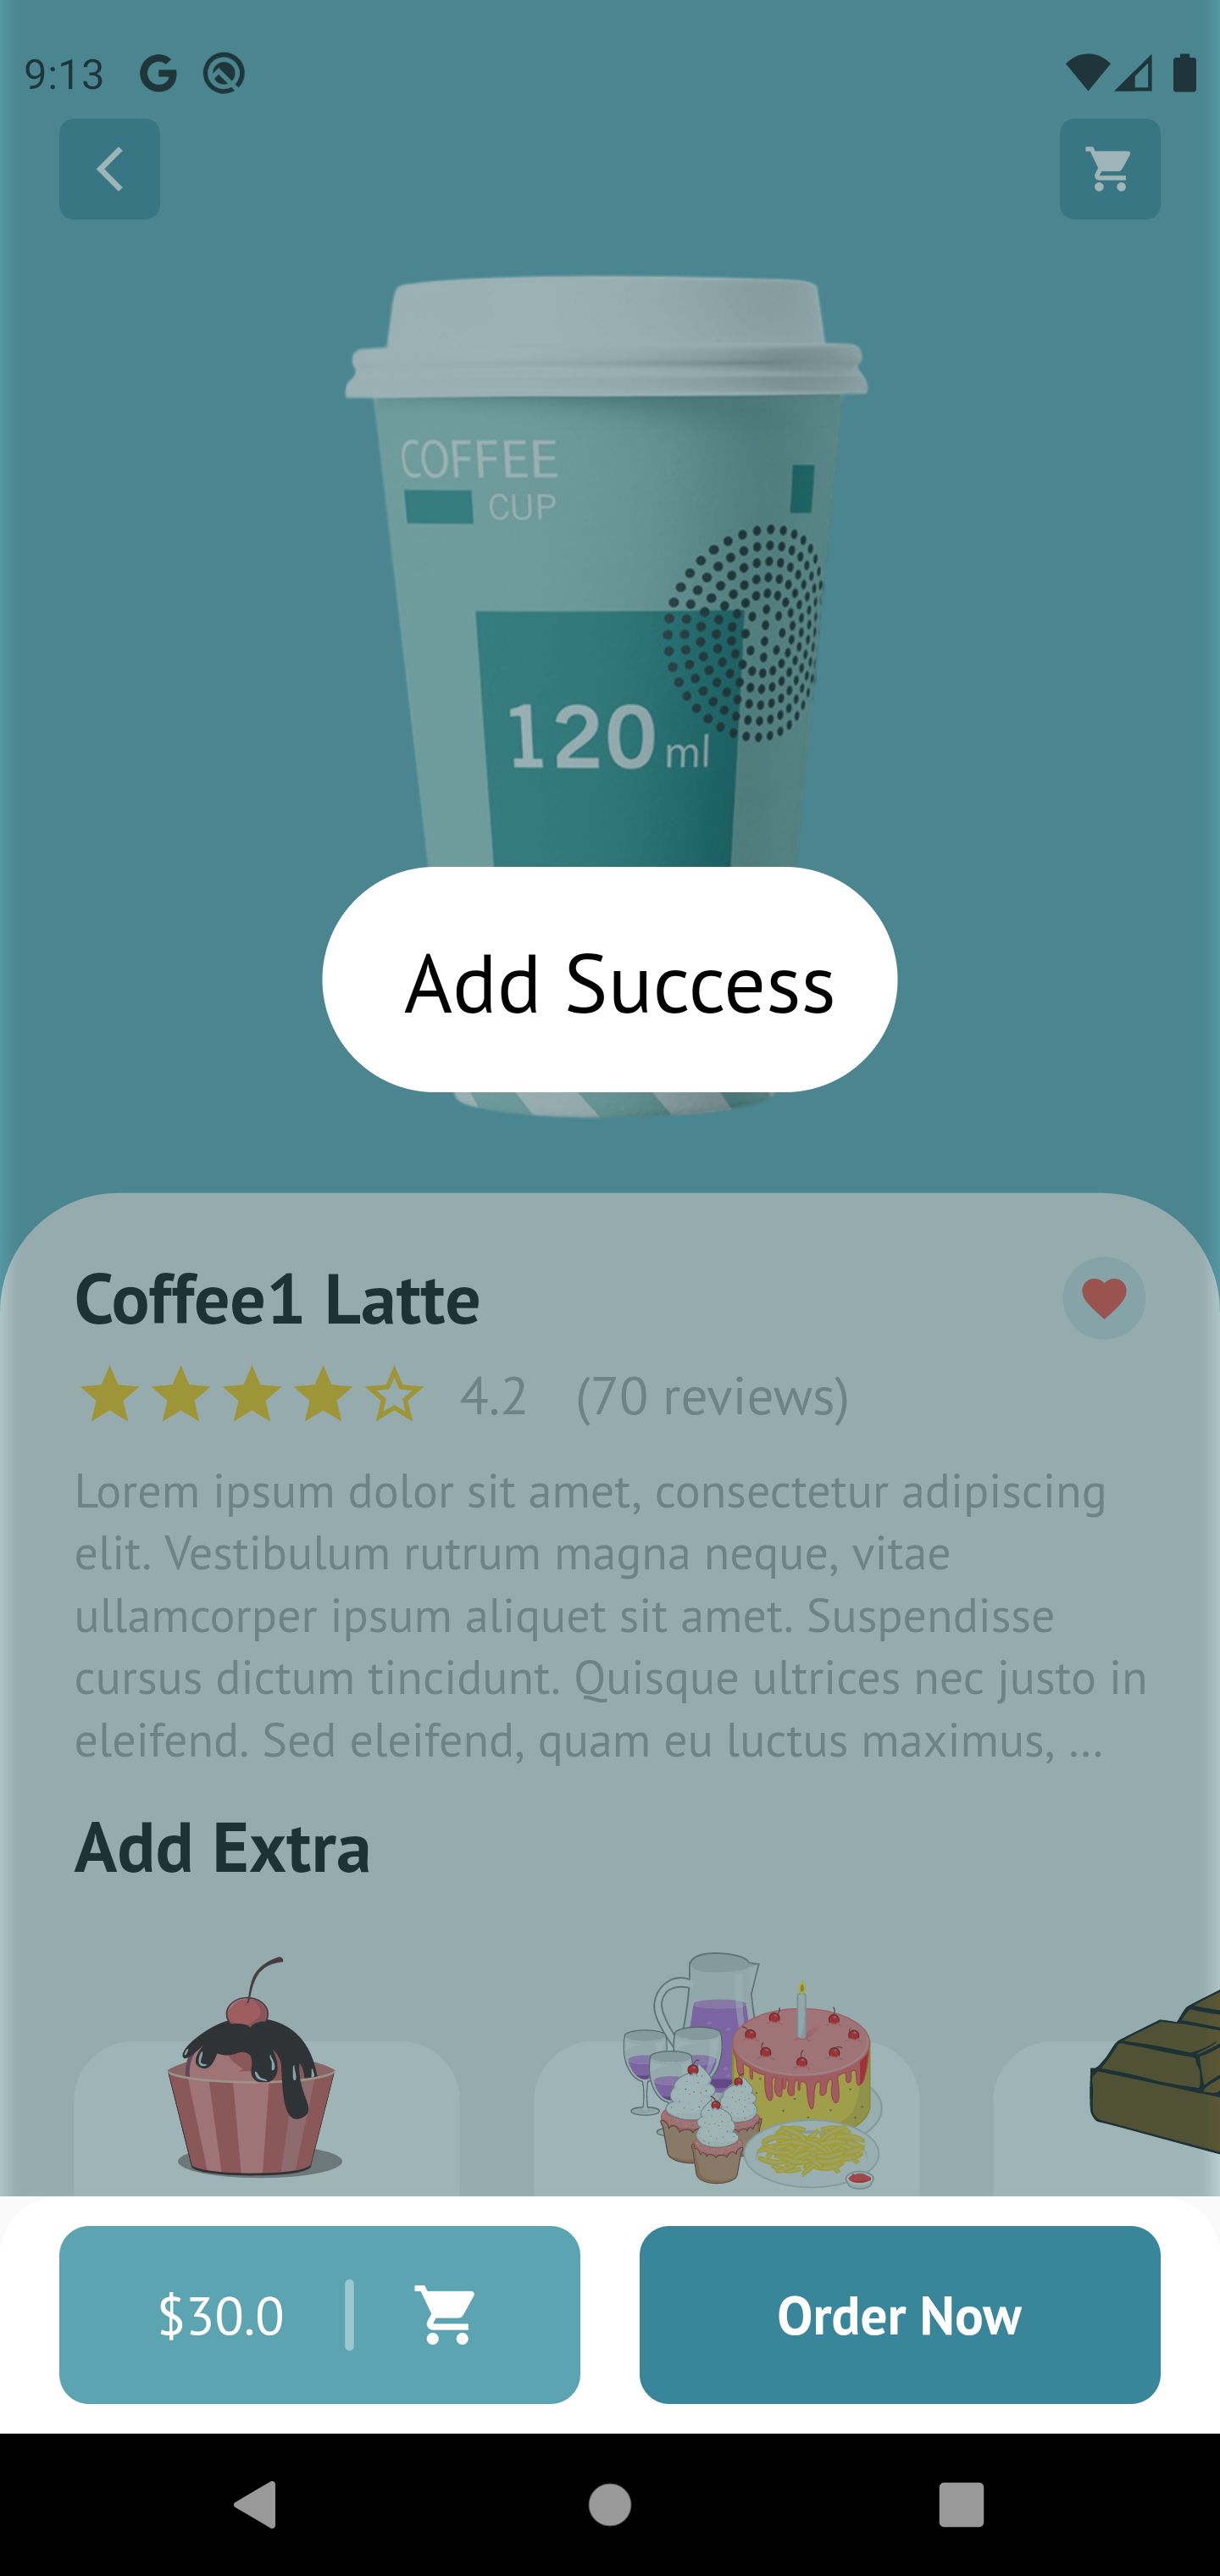 9:13
COFFEE
CUP
120 ml
Add Success
Coffee1 Latte
4.2 (70 reviews)
Lorem ipsum dolor sit amet, consectetur adipiscing
elit. Vestibulum rutrum magna neque, vitae
ullamcorper ipsum aliquet sit amet. Suspendisse
cursus dictum tincidunt. Quisque ultrices nec justo in
eleifend. Sed eleifend, quam eu luctus maximus, ...
Add Extra
$30.0
Order Now